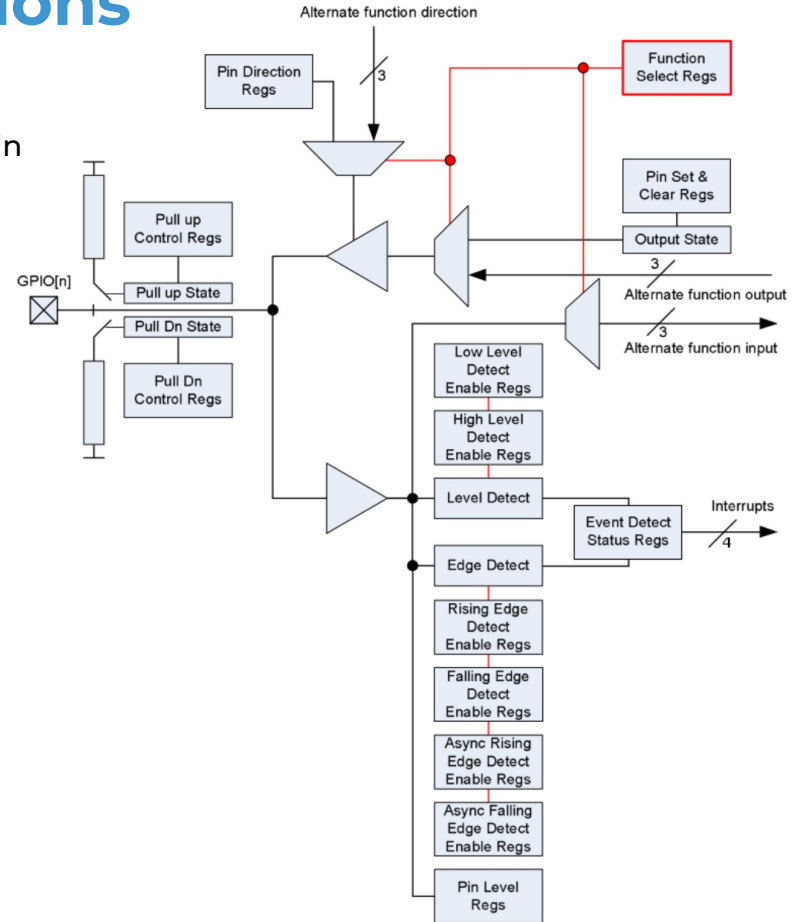 ions
in
Alternate function direction
3
Pin Direction
Regs
Function
Select Regs
Pin Set &
Clear Regs
Output State
3
Alternate function output
3
Alternate function input
Pull up
Control Regs
Pull up State
GPIO[n]
Pull Dn State
Pull Dn
Control Regs
Low Level
Detect
Enable Regs
High Level
Detect
Enable Regs
Level Detect
Event Detect
Status Regs
Interrupts
4
Edge Detect
Rising Edge
Detect
Enable Regs
Falling Edge
Detect
Enable Regs
Async Rising
Edge Detect
Enable Regs
Async Falling
Edge Detect
Enable Regs
Pin Level
Regs